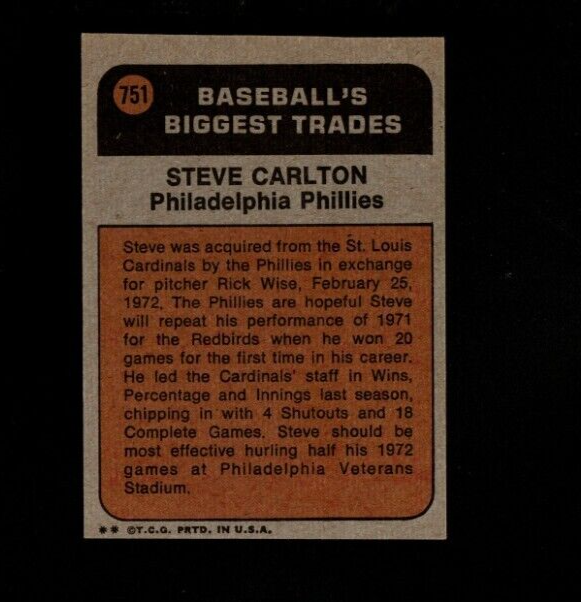 751
BASEBALL'S
BIGGEST TRADES
STEVE CARLTON
Philadelphia Phillies
Steve was acquired from the St. Louis
Cardinals by the Phillies in exchange
for pitcher Rick Wise, February 25,
1972. The Phillies are hopeful Steve
will repeat his performance of 1971
for the Redbirds when he won 20
games for the first time in his career.
He led the Cardinals' staff in Wins,
Percentage and Innings last season,
chipping in with 4 Shutouts and 18
Complete Games. Steve should be
most effective hurling half his 1972
games at Philadelphia Veterans
Stadium.
** ©T.C.G. PRTD. IN U.S.A.